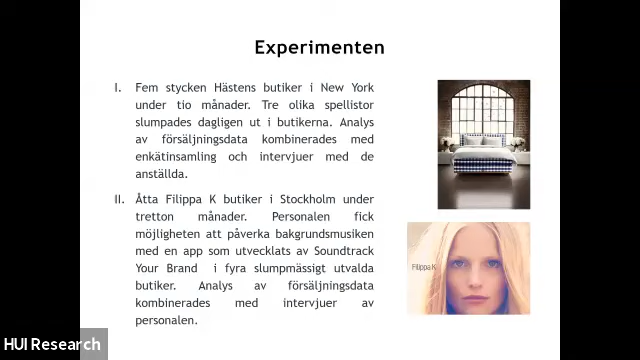 Experimenten
I. Fem stycken Hästens butiker i New York
under tio månader. Tre olika spellistor
slumpades dagligen ut i butikerna. Analys
av försäljningsdata kombinerades med
enkätinsamling och intervjuer med de
anställda.
II. Åtta Filippa K butiker i Stockholm under
tretton månader. Personalen fick
möjligheten att påverka bakgrundsmusiken
med en app som utvecklats av Soundtrack
Your Brand i fyra slumpmässigt utvalda
butiker. Analys av försäljningsdata
kombinerades med intervjuer av
personalen.
Filippa K
HUI Research